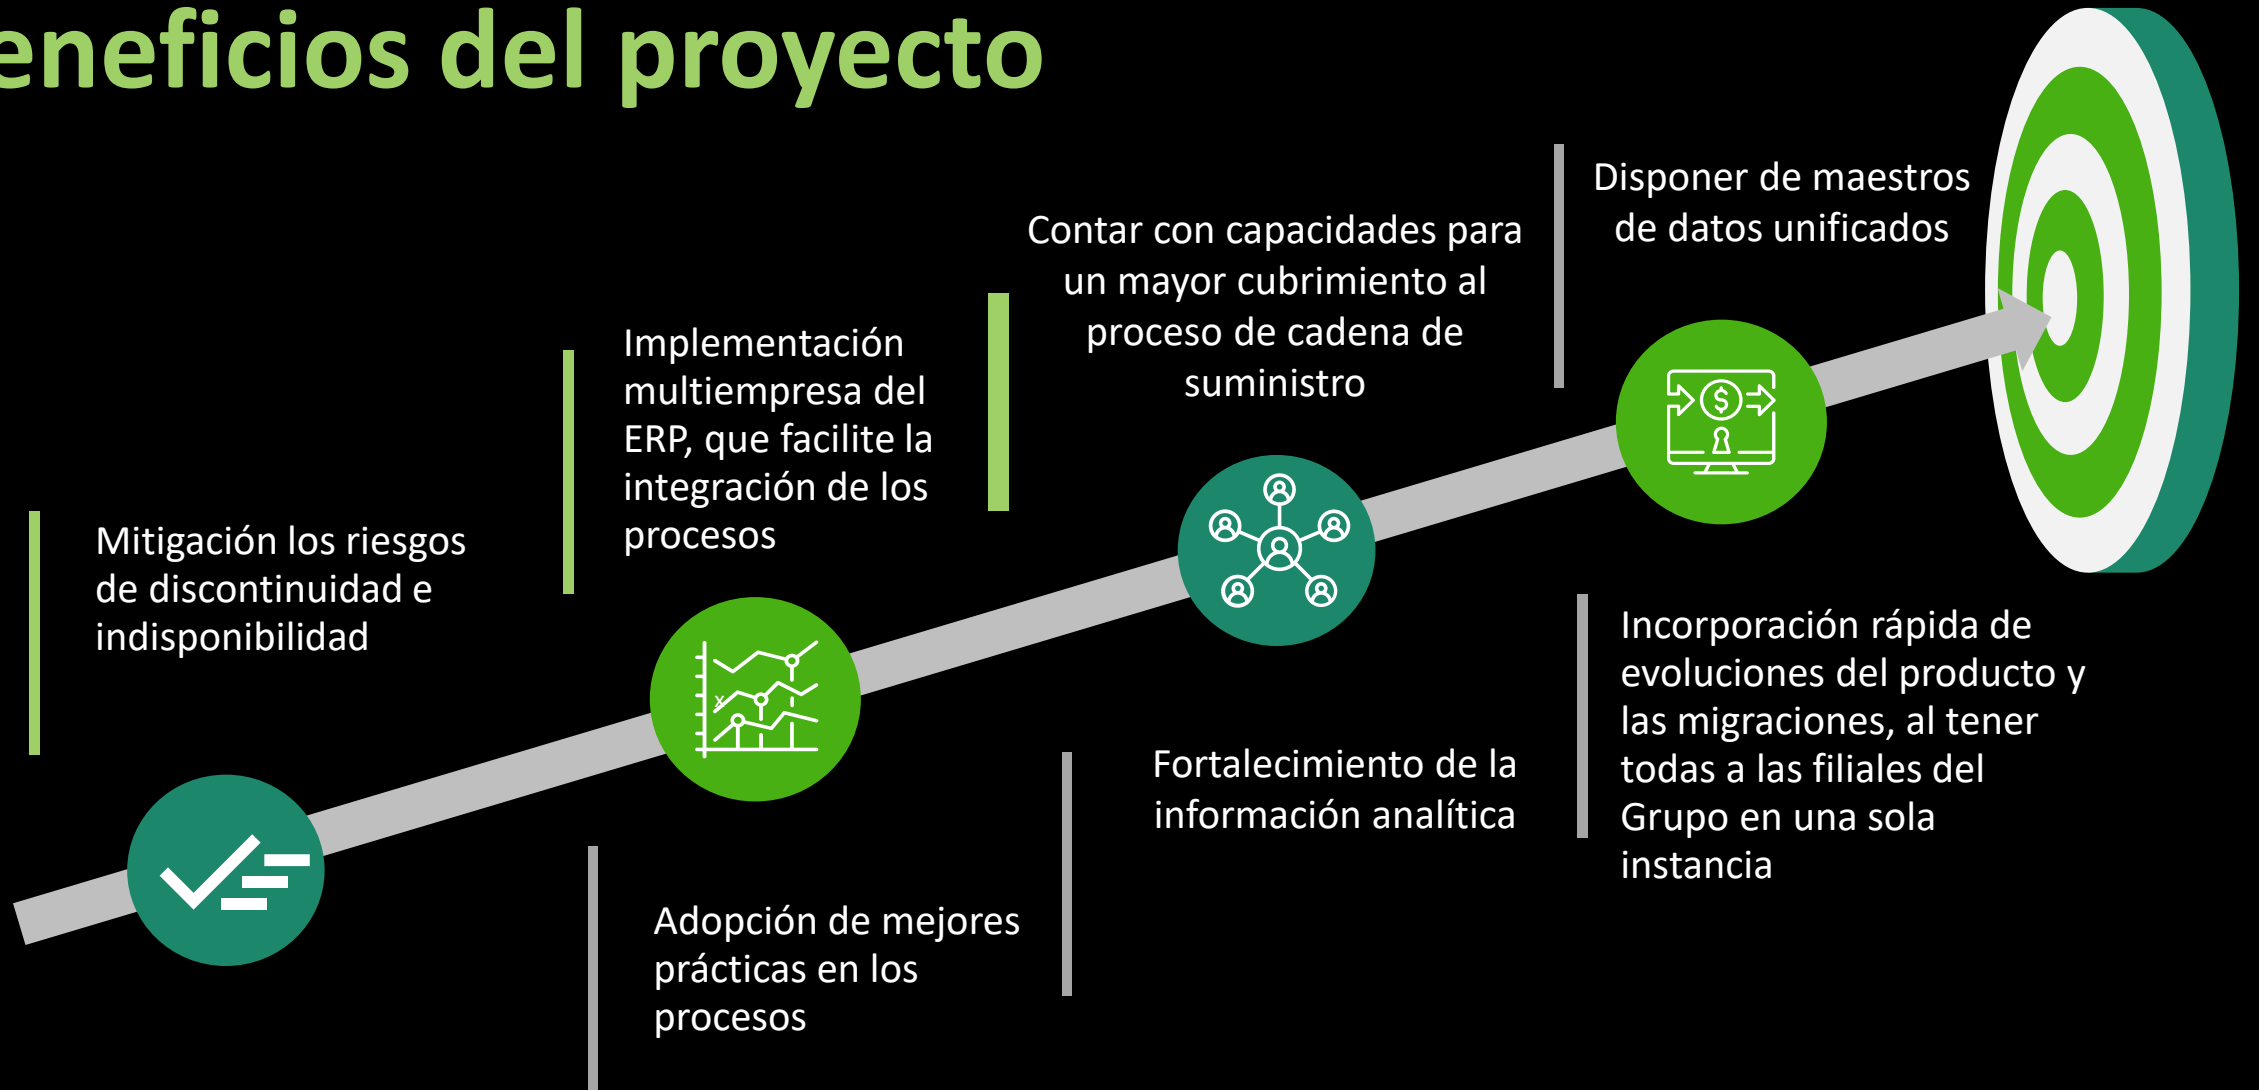 eneficios del proyecto
Mitigación los riesgos
de discontinuidad e
indisponibilidad
Implementación
multiempresa del
ERP, que facilite la
integración de los
procesos
Contar con capacidades para
un mayor cubrimiento al
proceso de cadena de
suministro
Disponer de maestros
de datos unificados
Adopción de mejores
prácticas en los
procesos
Fortalecimiento de la
información analítica
Incorporación rápida de
evoluciones del producto y
las migraciones, al tener
todas a las filiales del
Grupo en una sola
instancia
x
$